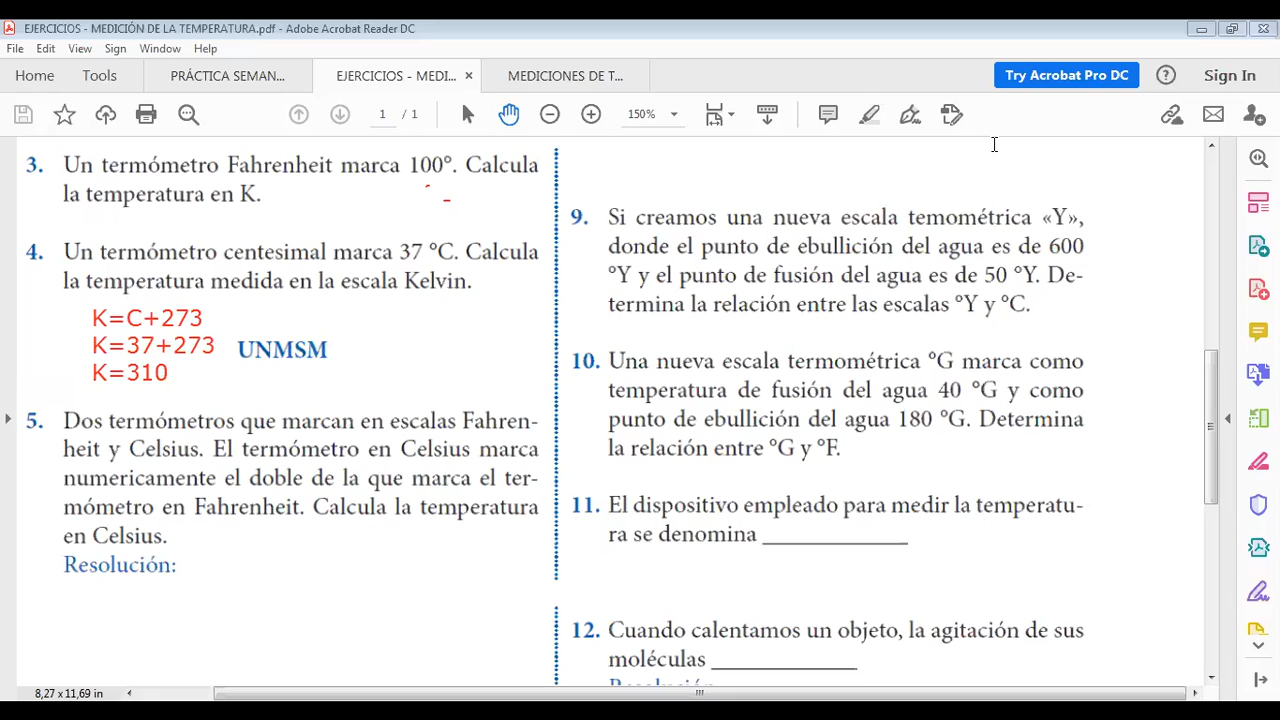 EJERCICIOS - MEDICIÓN DE LA TEMPERATURA.pdf - Adobe Acrobat Reader DC
File Edit View Sign Window Help
Home Tools PRÁCTICA SEMAN... EJERCICIOS - MEDI... × MEDICIONES DE T... Try Acrobat Pro DC Sign In
1 / 1 150%
3. Un termómetro Fahrenheit marca 100°. Calcula
la temperatura en K.
4. Un termómetro centesimal marca 37 °C. Calcula
la temperatura medida en la escala Kelvin.
K=C+273
K=37+273
UNMSM
K=310
5. Dos termómetros que marcan en escalas Fahren-
heit y Celsius. El termómetro en Celsius marca
numericamente el doble de la que marca el ter-
mómetro en Fahrenheit. Calcula la temperatura
en Celsius.
Resolución:
9. Si creamos una nueva escala temométrica «Y»,
donde el punto de ebullición del agua es de 600
°Y y el punto de fusión del agua es de 50 °Y. De-
termina la relación entre las escalas °Y y °C.
10. Una nueva escala termométrica °G marca como
temperatura de fusión del agua 40 °G y como
punto de ebullición del agua 180 °G. Determina
la relación entre °G y °F.
11. El dispositivo empleado para medir la temperatu-
ra se denomina ____________
12. Cuando calentamos un objeto, la agitación de sus
moléculas ____________
8,27 x 11,69 in